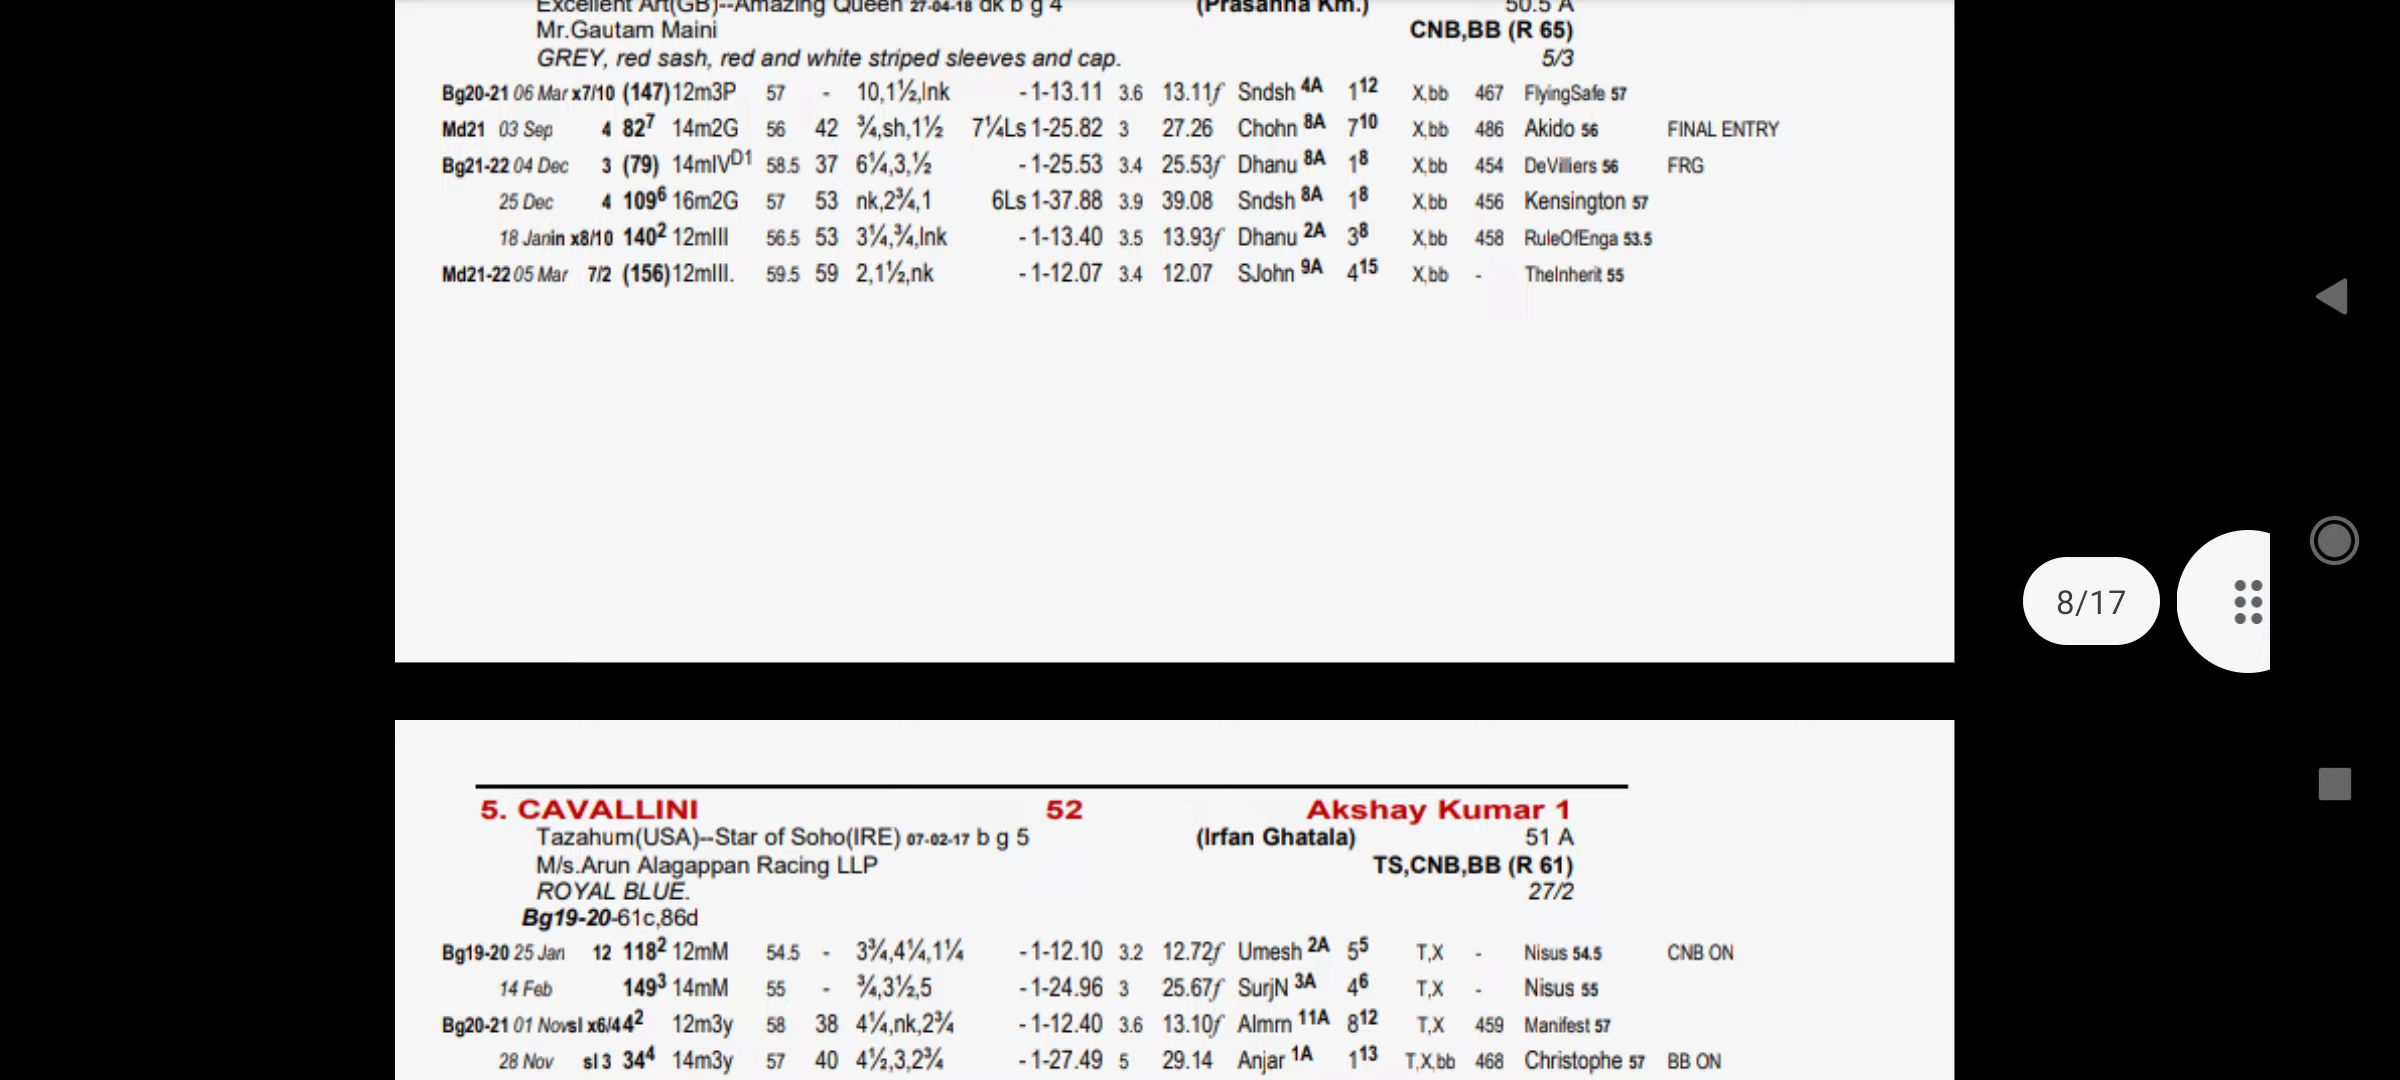 Excellent Art(GB)--Amazing Queen 27-04-18 dk b g 4 (Prasanna Km.) 50.5 A
Mr.Gautam Maini CNB,BB (R 65)
GREY, red sash, red and white striped sleeves and cap. 5/3
Bg20-21 06 Mar x7/10 (147) 12m3P 57 - 10,1½,lnk - 1-13.11 3.6 13.11f Sndsh 4A 1 12 X,bb 467 FlyingSafe 57
Md21 03 Sep 4 82 7 14m2G 56 42 ¾,sh,1½ 7¼Ls 1-25.82 3 27.26 Chohn 8A 7 10 X,bb 486 Akido 56 FINAL ENTRY
Bg21-22 04 Dec 3 (79) 14mIV D1 58.5 37 6¼,3,½ - 1-25.53 3.4 25.53f Dhanu 8A 1 8 X,bb 454 DeVilliers 56 FRG
25 Dec 4 109 6 16m2G 57 53 nk,2¾,1 6Ls 1-37.88 3.9 39.08 Sndsh 8A 1 8 X,bb 456 Kensington 57
18 Jan in x8/10 140 2 12mIII 56.5 53 3¼,¾,lnk - 1-13.40 3.5 13.93f Dhanu 2A 3 8 X,bb 458 RuleOfEnga 53.5
Md21-22 05 Mar 7/2 (156) 12mIII. 59.5 59 2,1½,nk - 1-12.07 3.4 12.07 SJohn 9A 4 15 X,bb - TheInherit 55
8/17
5. CAVALLINI 52 Akshay Kumar 1
Tazahum(USA)--Star of Soho(IRE) 07-02-17 b g 5 (Irfan Ghatala) 51 A
M/s.Arun Alagappan Racing LLP TS,CNB,BB (R 61)
ROYAL BLUE. 27/2
Bg19-20-61c,86d
Bg19-20 25 Jan 12 118 2 12mM 54.5 - 3¾,4¼,1¼ - 1-12.10 3.2 12.72f Umesh 2A 5 5 T,X - Nisus 54.5 CNB ON
14 Feb 149 3 14mM 55 - ¾,3½,5 - 1-24.96 3 25.67f SurjN 3A 4 6 T,X - Nisus 55
Bg20-21 01 Nov sl x6/4 4 2 12m3y 58 38 4¼,nk,2¾ - 1-12.40 3.6 13.10f Almrn 11A 8 12 T,X 459 Manifest 57
28 Nov sl 3 34 4 14m3y 57 40 4½,3,2¾ - 1-27.49 5 29.14 Anjar 1A 1 13 T,X,bb 468 Christophe 57 BB ON